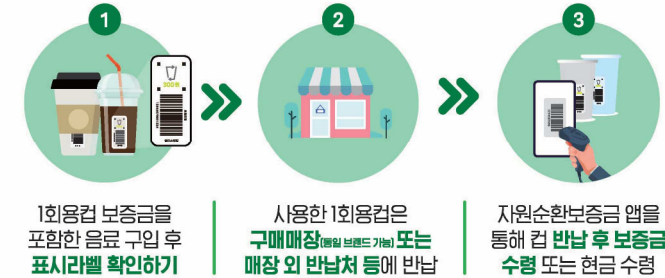 1
2
3
300원
1회용컵 보증금을
포함한 음료 구입 후
표시라벨 확인하기
사용한 1회용컵은
구매매장(동일 브랜드 가능) 또는
매장 외 반납처 등에 반납
자원순환보증금 앱을
통해 컵 반납 후 보증금
수령 또는 현금 수령